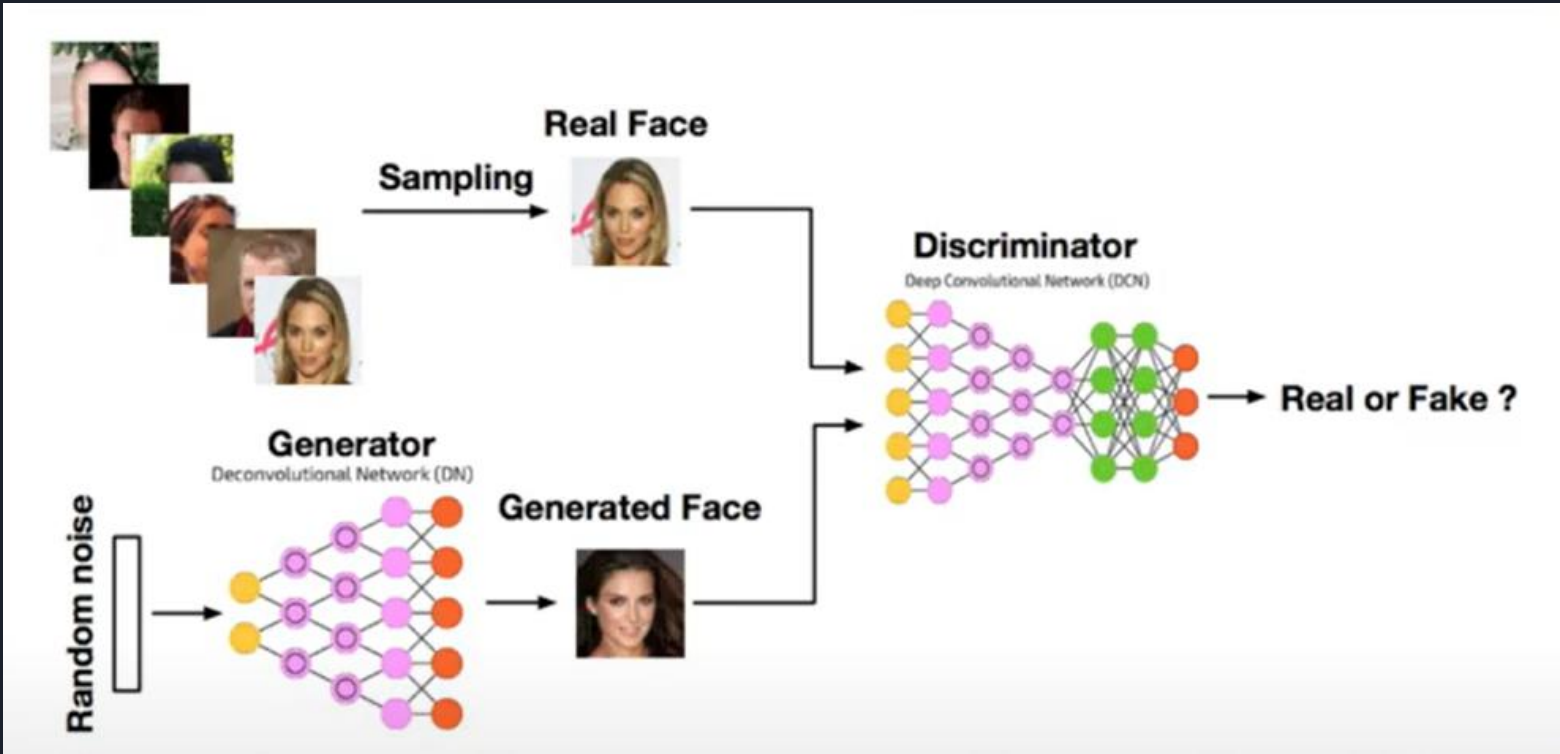 Real Face
Sampling
Discriminator
Deep Convolutional Network (DCN)
Real or Fake ?
Generator
Deconvolutional Network (DN)
Generated Face
Random noise